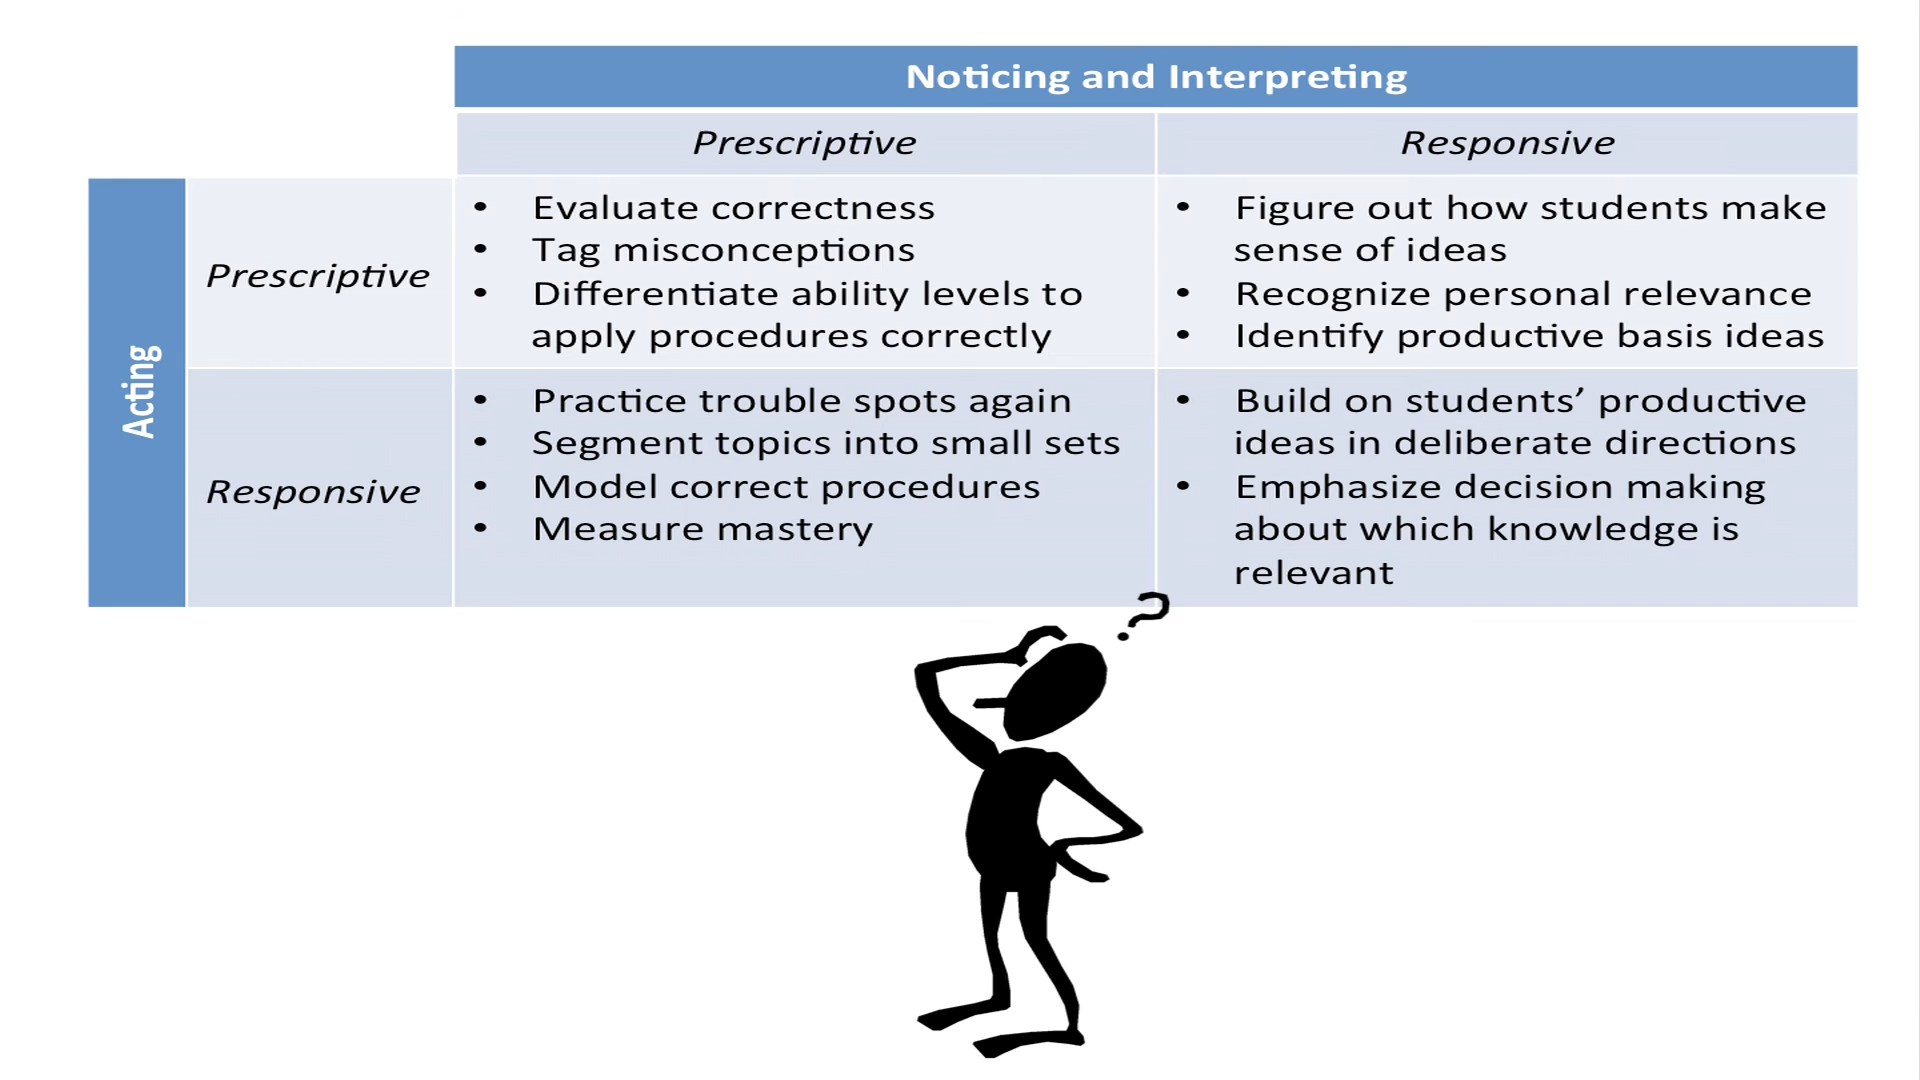 Noticing and Interpreting
Prescriptive
Responsive
Acting
Prescriptive
• Evaluate correctness
• Tag misconceptions
• Differentiate ability levels to
apply procedures correctly
• Figure out how students make
sense of ideas
• Recognize personal relevance
• Identify productive basis ideas
Responsive
• Practice trouble spots again
• Segment topics into small sets
• Model correct procedures
• Measure mastery
• Build on students’ productive
ideas in deliberate directions
• Emphasize decision making
about which knowledge is
relevant
?